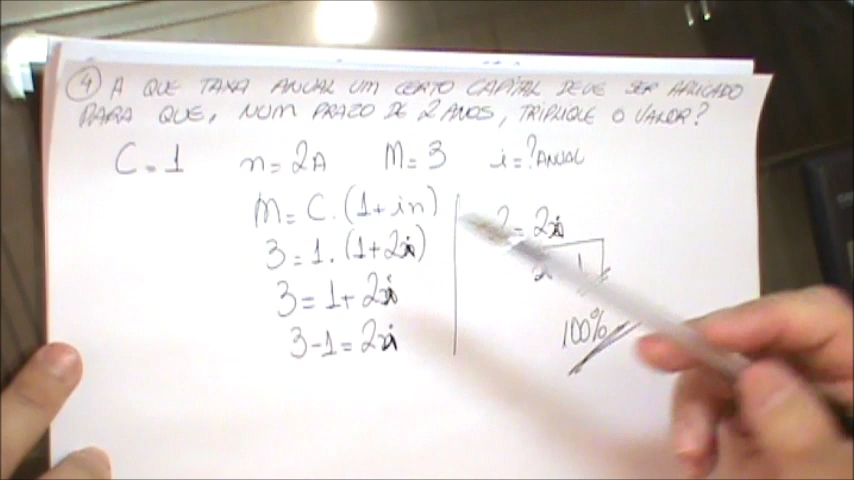 4 A QUE TAXA ANUAL UM CERTO CAPITAL DEVE SER APLICADO
PARA QUE, NUM PRAZO DE 2 ANOS, TRIPLIQUE O VALOR?
C = 1 n = 2A M = 3 i = ? ANUAL
M = C . (1 + in)
3 = 1 . (1 + 2i)
3 = 1 + 2i
3 - 1 = 2i
2 = 2i
100%